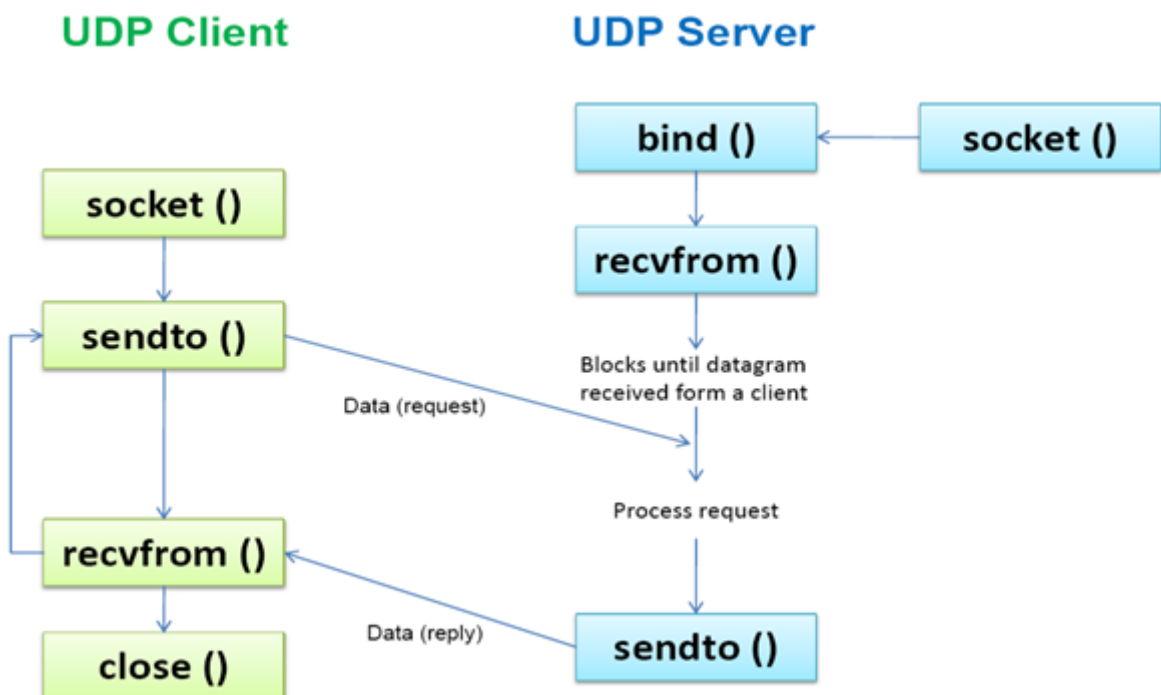 UDP Client
UDP Server
bind ()
socket ()
socket ()
recvfrom ()
sendto ()
Blocks until datagram
received form a client
Data (request)
Process request
recvfrom ()
Data (reply)
sendto ()
close ()